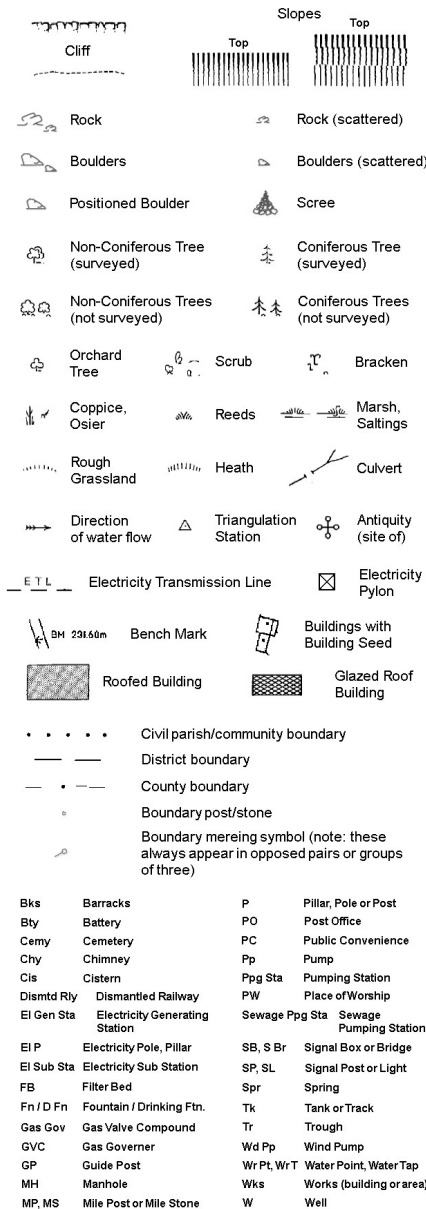 Slopes
Cliff
Top
Top
Rock
Rock (scattered)
Boulders
Boulders (scattered)
Positioned Boulder
Scree
Non-Coniferous Tree
(surveyed)
Coniferous Tree
(surveyed)
Non-Coniferous Trees
(not surveyed)
Coniferous Trees
(not surveyed)
Orchard
Tree
Scrub
Bracken
Coppice,
Osier
Reeds
Marsh,
Saltings
Rough
Grassland
Heath
Culvert
Direction
of water flow
Triangulation
Station
Antiquity
(site of)
E T L
Electricity Transmission Line
Electricity
Pylon
BM 231.60m
Bench Mark
Buildings with
Building Seed
Roofed Building
Glazed Roof
Building
Civil parish/community boundary
District boundary
County boundary
Boundary post/stone
Boundary mereing symbol (note: these
always appear in opposed pairs or groups
of three)
Bks Barracks
Bty Battery
Cemy Cemetery
Chy Chimney
Cis Cistern
Dismtd Rly Dismantled Railway
El Gen Sta Electricity Generating
Station
El P Electricity Pole, Pillar
El Sub Sta Electricity Sub Station
FB Filter Bed
Fn / D Fn Fountain / Drinking Ftn.
Gas Gov Gas Valve Compound
GVC Gas Governer
GP Guide Post
MH Manhole
MP, MS Mile Post or Mile Stone
P Pillar, Pole or Post
PO Post Office
PC Public Convenience
Pp Pump
Ppg Sta Pumping Station
PW Place of Worship
Sewage Ppg Sta Sewage
Pumping Station
SB, S Br Signal Box or Bridge
SP, SL Signal Post or Light
Spr Spring
Tk Tank or Track
Tr Trough
Wd Pp Wind Pump
Wr Pt, Wr T Water Point, Water Tap
Wks Works (building or area)
W Well